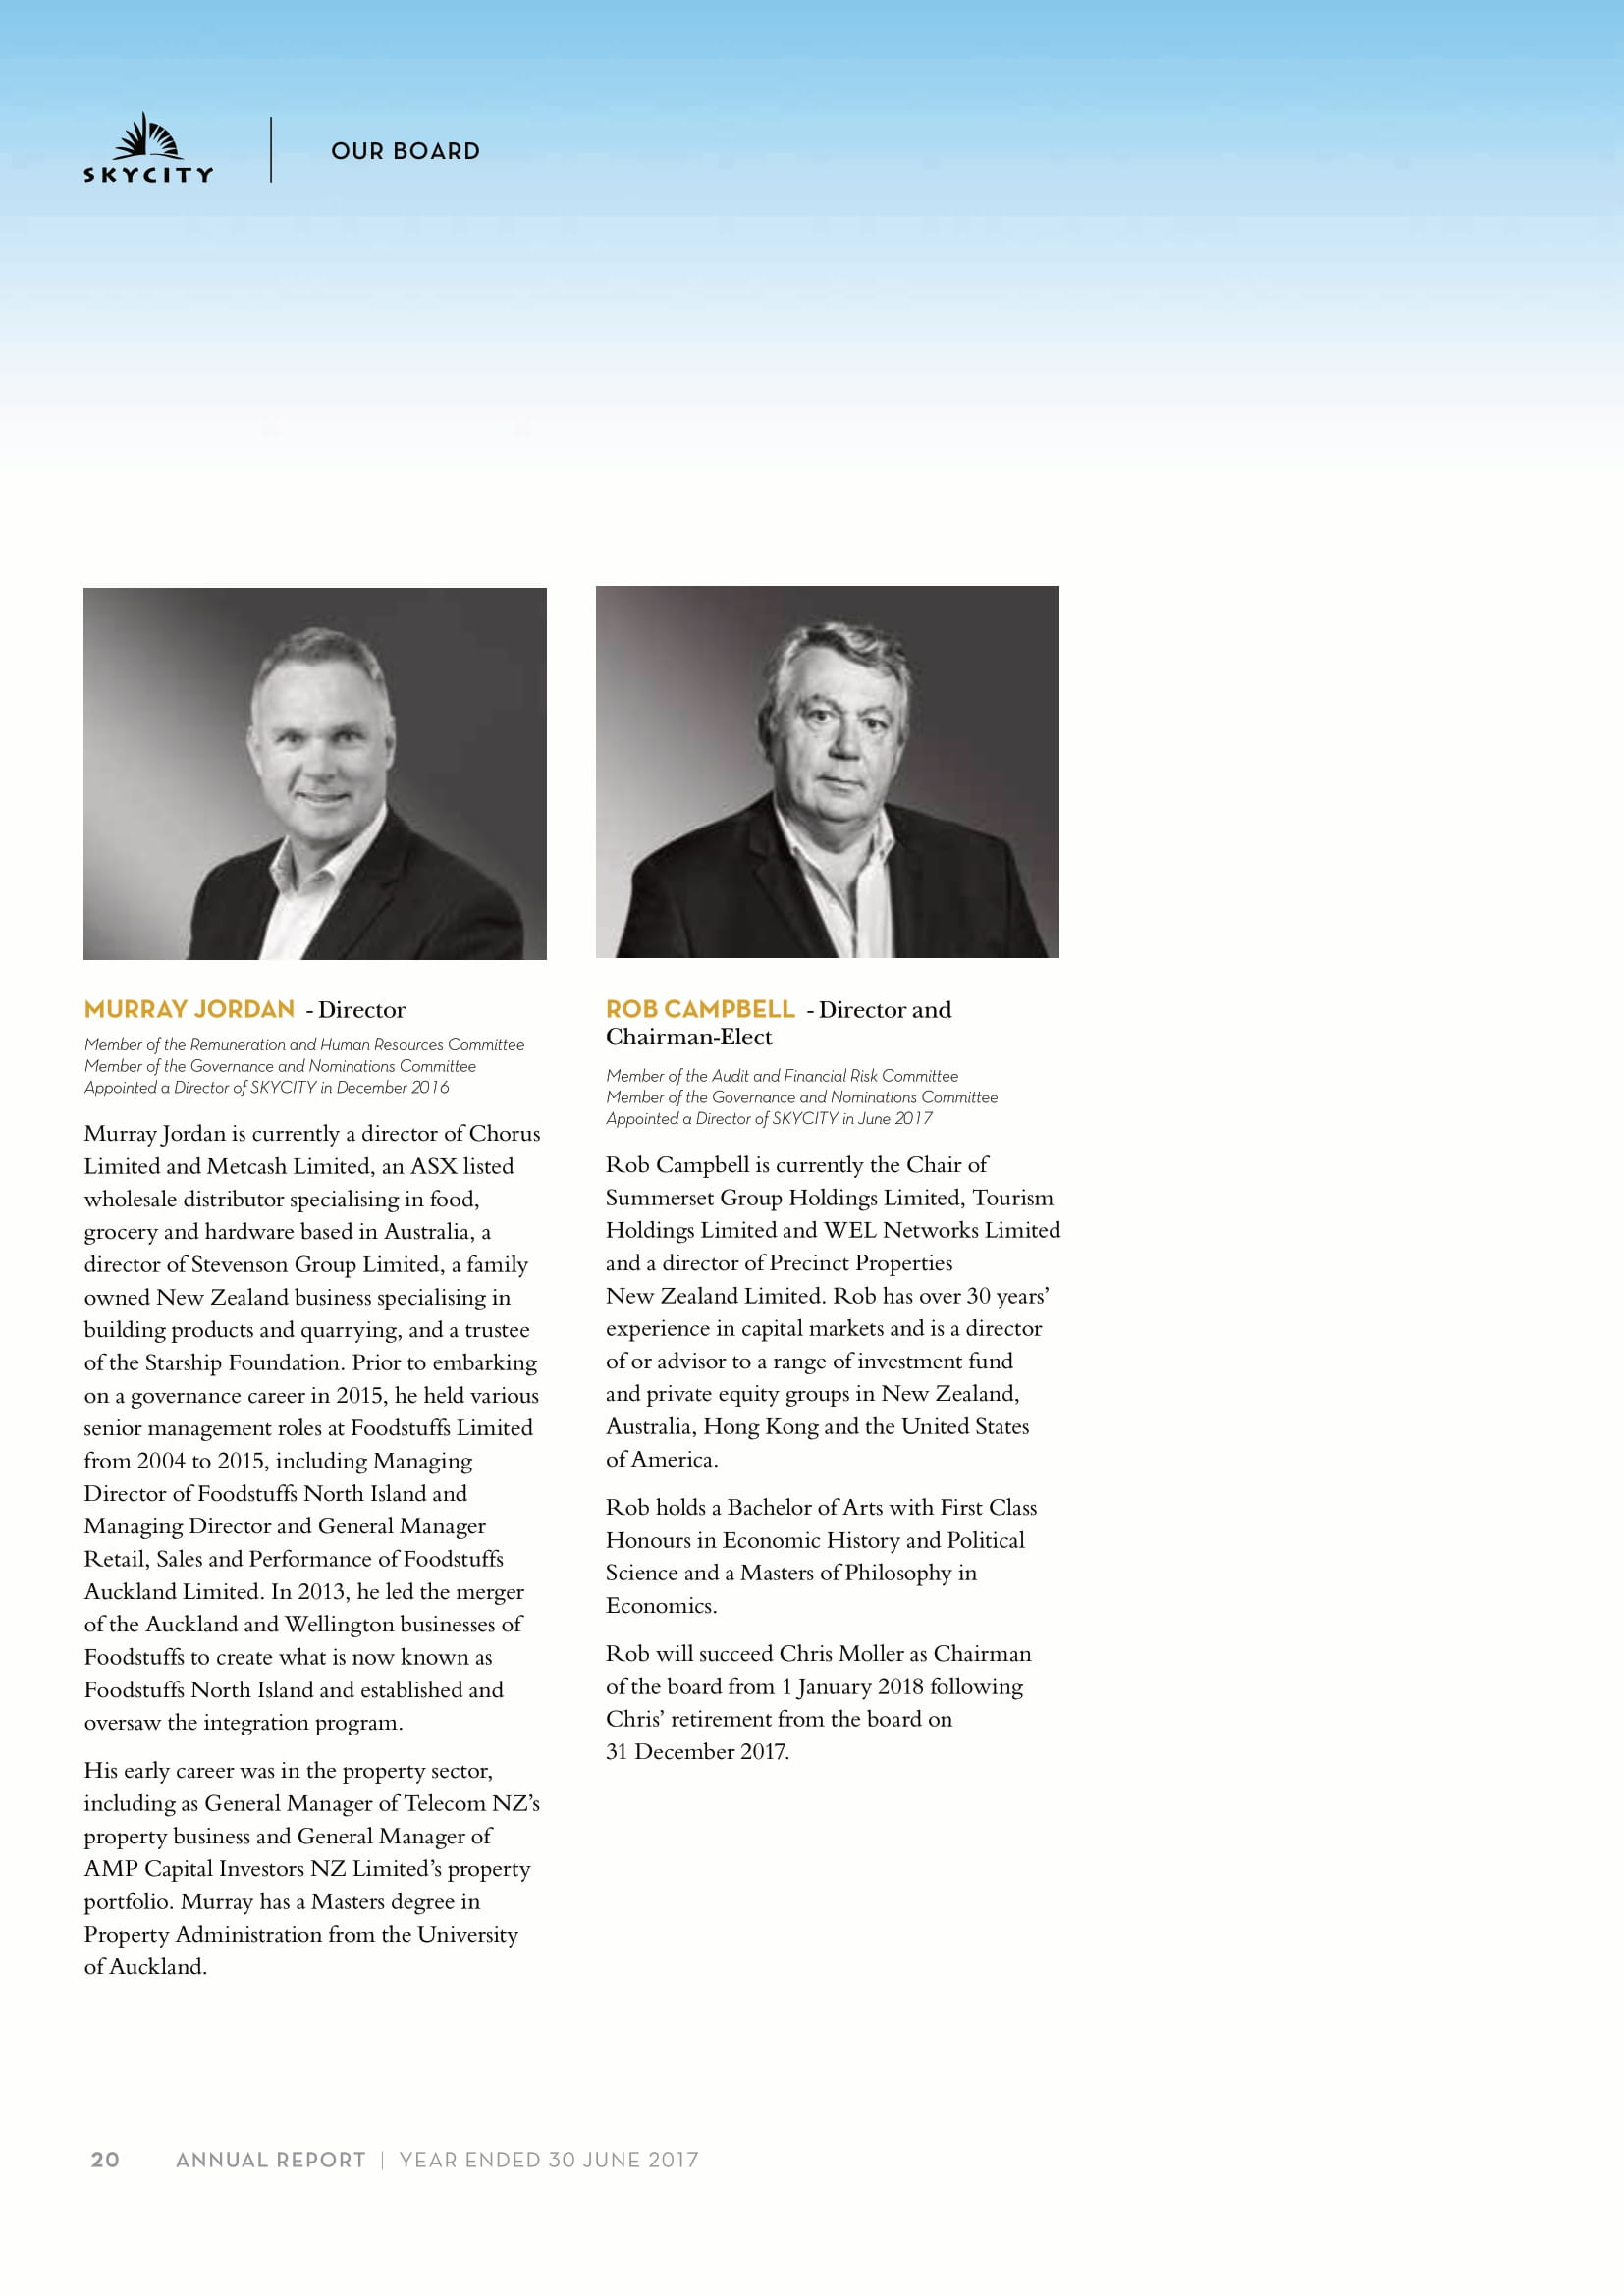 SKYCITY
OUR BOARD
MURRAY JORDAN - Director
Member of the Remuneration and Human Resources Committee
Member of the Governance and Nominations Committee
Appointed a Director of SKYCITY in December 2016
Murray Jordan is currently a director of Chorus
Limited and Metcash Limited, an ASX listed
wholesale distributor specialising in food,
grocery and hardware based in Australia, a
director of Stevenson Group Limited, a family
owned New Zealand business specialising in
building products and quarrying, and a trustee
of the Starship Foundation. Prior to embarking
on a governance career in 2015, he held various
senior management roles at Foodstuffs Limited
from 2004 to 2015, including Managing
Director of Foodstuffs North Island and
Managing Director and General Manager
Retail, Sales and Performance of Foodstuffs
Auckland Limited. In 2013, he led the merger
of the Auckland and Wellington businesses of
Foodstuffs to create what is now known as
Foodstuffs North Island and established and
oversaw the integration program.
His early career was in the property sector,
including as General Manager of Telecom NZ's
property business and General Manager of
AMP Capital Investors NZ Limited's property
portfolio. Murray has a Masters degree in
Property Administration from the University
of Auckland.
ROB CAMPBELL - Director and
Chairman-Elect
Member of the Audit and Financial Risk Committee
Member of the Governance and Nominations Committee
Appointed a Director of SKYCITY in June 2017
Rob Campbell is currently the Chair of
Summerset Group Holdings Limited, Tourism
Holdings Limited and WEL Networks Limited
and a director of Precinct Properties
New Zealand Limited. Rob has over 30 years'
experience in capital markets and is a director
of or advisor to a range of investment fund
and private equity groups in New Zealand,
Australia, Hong Kong and the United States
of America.
Rob holds a Bachelor of Arts with First Class
Honours in Economic History and Political
Science and a Masters of Philosophy in
Economics.
Rob will succeed Chris Moller as Chairman
of the board from 1 January 2018 following
Chris' retirement from the board on
31 December 2017.
20 ANNUAL REPORT | YEAR ENDED 30 JUNE 2017